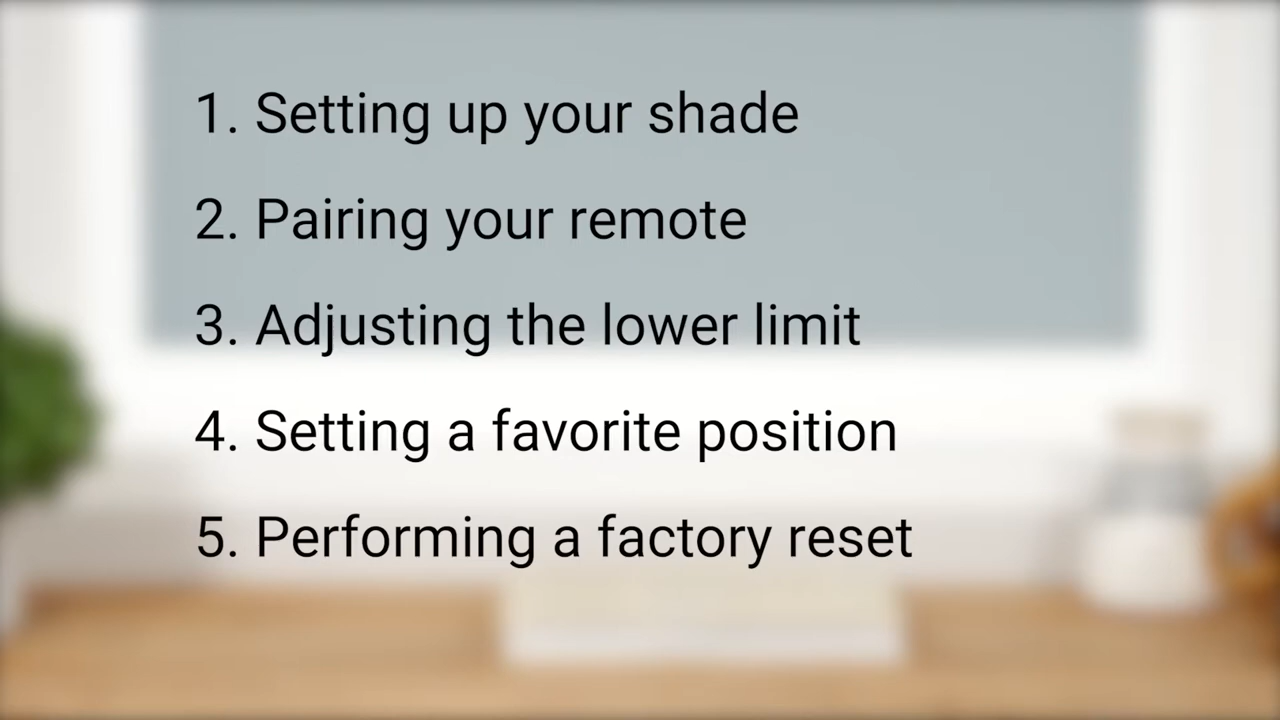 1. Setting up your shade
2. Pairing your remote
3. Adjusting the lower limit
4. Setting a favorite position
5. Performing a factory reset